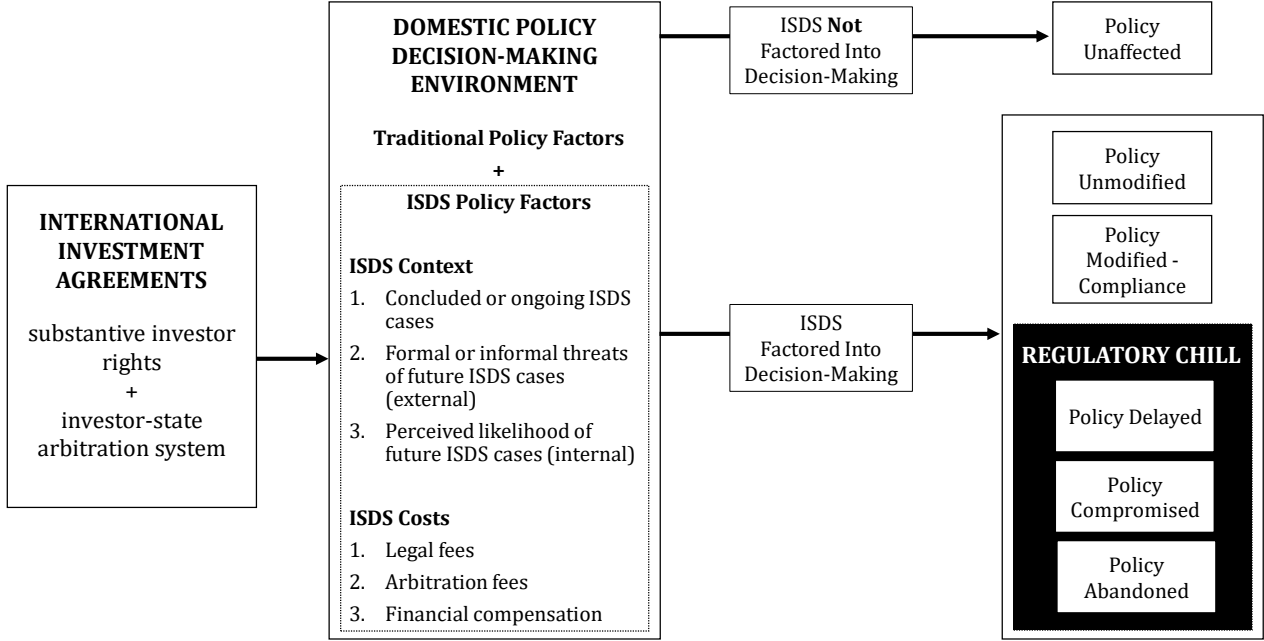 INTERNATIONAL
INVESTMENT
AGREEMENTS
substantive investor
rights
+
investor-state
arbitration system
DOMESTIC POLICY
DECISION-MAKING
ENVIRONMENT
Traditional Policy Factors
+
ISDS Policy Factors
ISDS Context
1. Concluded or ongoing ISDS
cases
2. Formal or informal threats
of future ISDS cases
(external)
3. Perceived likelihood of
future ISDS cases (internal)
ISDS Costs
1. Legal fees
2. Arbitration fees
3. Financial compensation
ISDS Not
Factored Into
Decision-Making
Policy
Unaffected
ISDS
Factored Into
Decision-Making
Policy
Unmodified
Policy
Modified -
Compliance
REGULATORY CHILL
Policy Delayed
Policy
Compromised
Policy
Abandoned